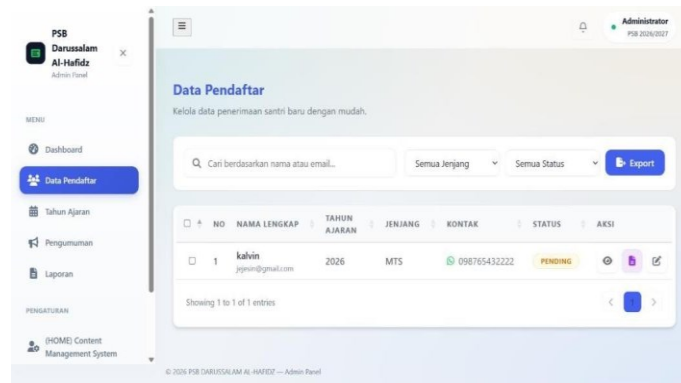 PSB
Darussalam
Al-Hafidz
Admin Panel
MENU
Dashboard
Data Pendaftar
Tahun Ajaran
Pengumuman
Laporan
PENGATURAN
(HOME) Content
Management System
Administrator
PSB 2026/2027
Data Pendaftar
Kelola data penerimaan santri baru dengan mudah.
Cari berdasarkan nama atau email...
Semua Jenjang
Semua Status
Export
NO NAMA LENGKAP TAHUN AJARAN JENJANG KONTAK STATUS AKSI
1 kalvin 2026 MTS 098765432222 PENDING
jejesin@gmail.com
Showing 1 to 1 of 1 entries
1
© 2026 PSB DARUSSALAM AL-HAFIDZ — Admin Panel